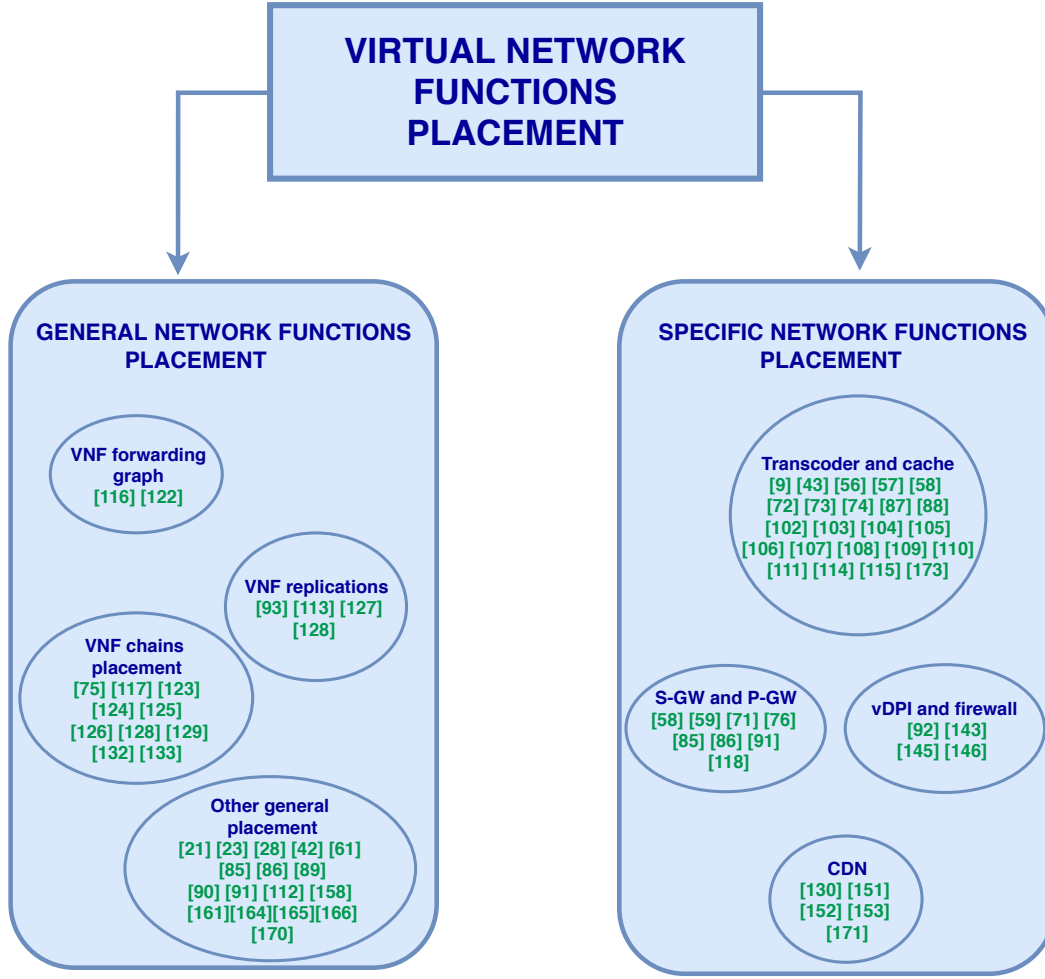 VIRTUAL NETWORK
FUNCTIONS
PLACEMENT
GENERAL NETWORK FUNCTIONS
PLACEMENT
VNF forwarding
graph
[116] [122]
VNF replications
[93] [113] [127]
[128]
VNF chains
placement
[75] [117] [123]
[124] [125]
[126] [128] [129]
[132] [133]
Other general
placement
[21] [23] [28] [42] [61]
[85] [86] [89]
[90] [91] [112] [158]
[161][164][165][166]
[170]
SPECIFIC NETWORK FUNCTIONS
PLACEMENT
Transcoder and cache
[9] [43] [56] [57] [58]
[72] [73] [74] [87] [88]
[102] [103] [104] [105]
[106] [107] [108] [109] [110]
[111] [114] [115] [173]
S-GW and P-GW
[58] [59] [71] [76]
[85] [86] [91]
[118]
vDPI and firewall
[92] [143]
[145] [146]
CDN
[130] [151]
[152] [153]
[171]